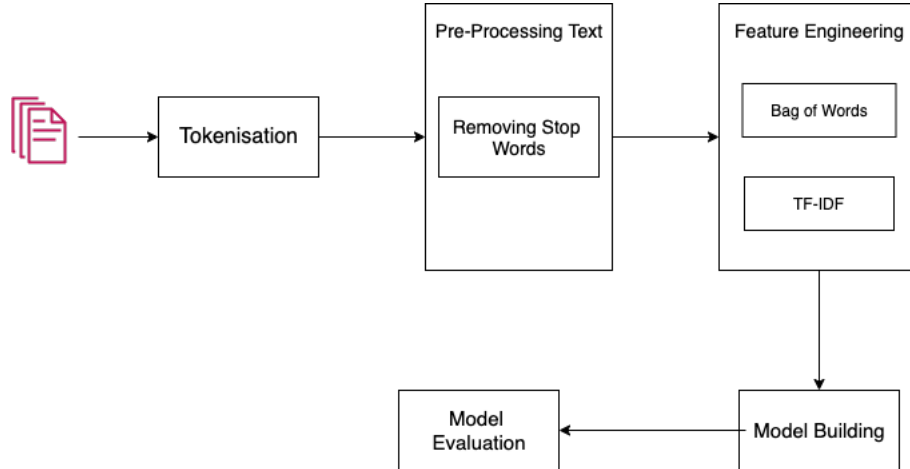 Tokenisation
Pre-Processing Text
Removing Stop
Words
Feature Engineering
Bag of Words
TF-IDF
Model Building
Model
Evaluation